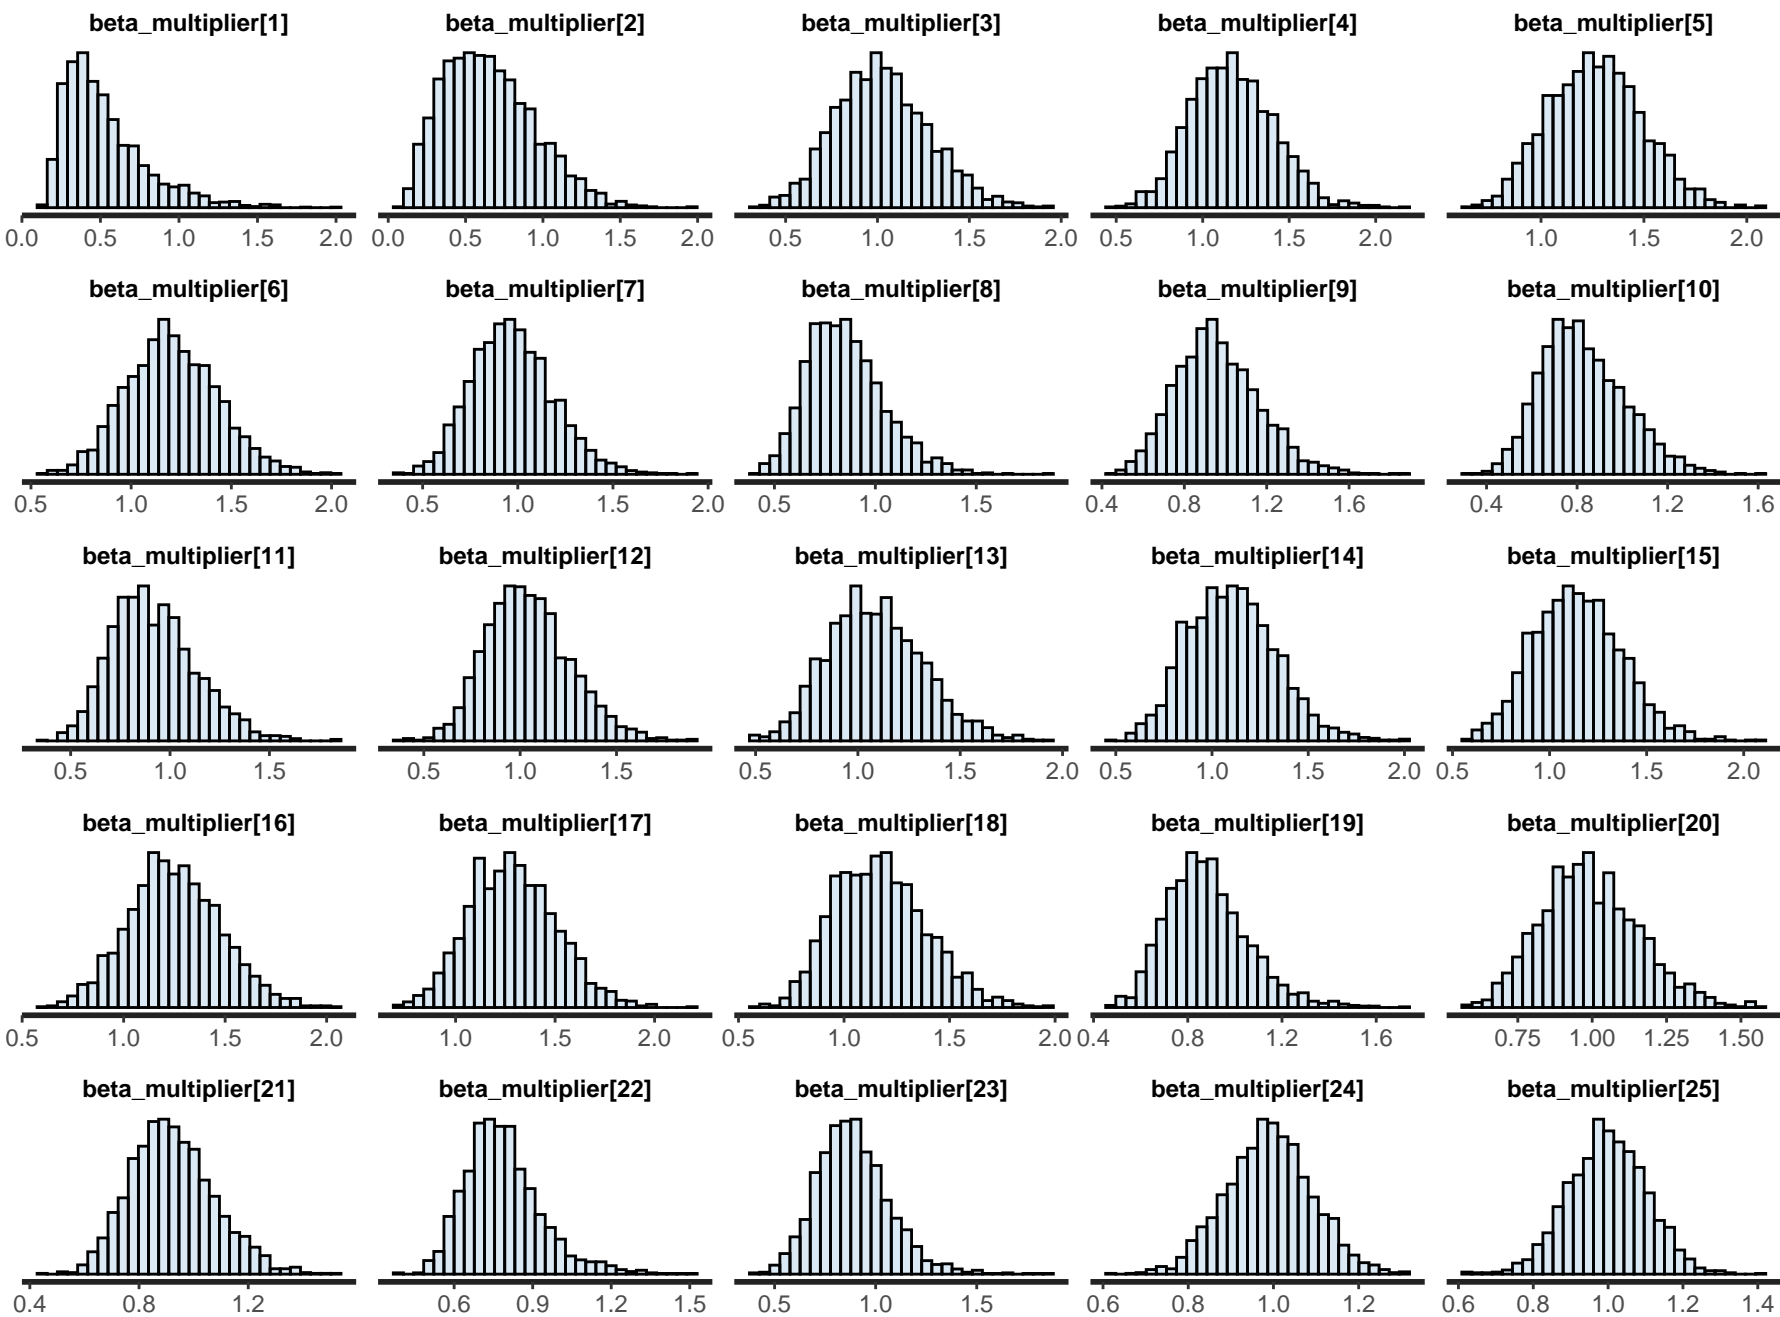 beta_multiplier[1] beta_multiplier[2] beta_multiplier[3] beta_multiplier[4] beta_multiplier[5]
0.0 0.5 1.0 1.5 2.0 0.0 0.5 1.0 1.5 2.0 0.5 1.0 1.5 2.0 0.5 1.0 1.5 2.0 1.0 1.5 2.0
beta_multiplier[6] beta_multiplier[7] beta_multiplier[8] beta_multiplier[9] beta_multiplier[10]
0.5 1.0 1.5 2.0 0.5 1.0 1.5 2.0 0.5 1.0 1.5 0.4 0.8 1.2 1.6 0.4 0.8 1.2 1.6
beta_multiplier[11] beta_multiplier[12] beta_multiplier[13] beta_multiplier[14] beta_multiplier[15]
0.5 1.0 1.5 0.5 1.0 1.5 0.5 1.0 1.5 2.0 0.5 1.0 1.5 2.0 0.5 1.0 1.5 2.0
beta_multiplier[16] beta_multiplier[17] beta_multiplier[18] beta_multiplier[19] beta_multiplier[20]
0.5 1.0 1.5 2.0 1.0 1.5 2.0 0.5 1.0 1.5 2.0 0.4 0.8 1.2 1.6 0.75 1.00 1.25 1.50
beta_multiplier[21] beta_multiplier[22] beta_multiplier[23] beta_multiplier[24] beta_multiplier[25]
0.4 0.8 1.2 0.6 0.9 1.2 1.5 0.5 1.0 1.5 0.6 0.8 1.0 1.2 0.6 0.8 1.0 1.2 1.4